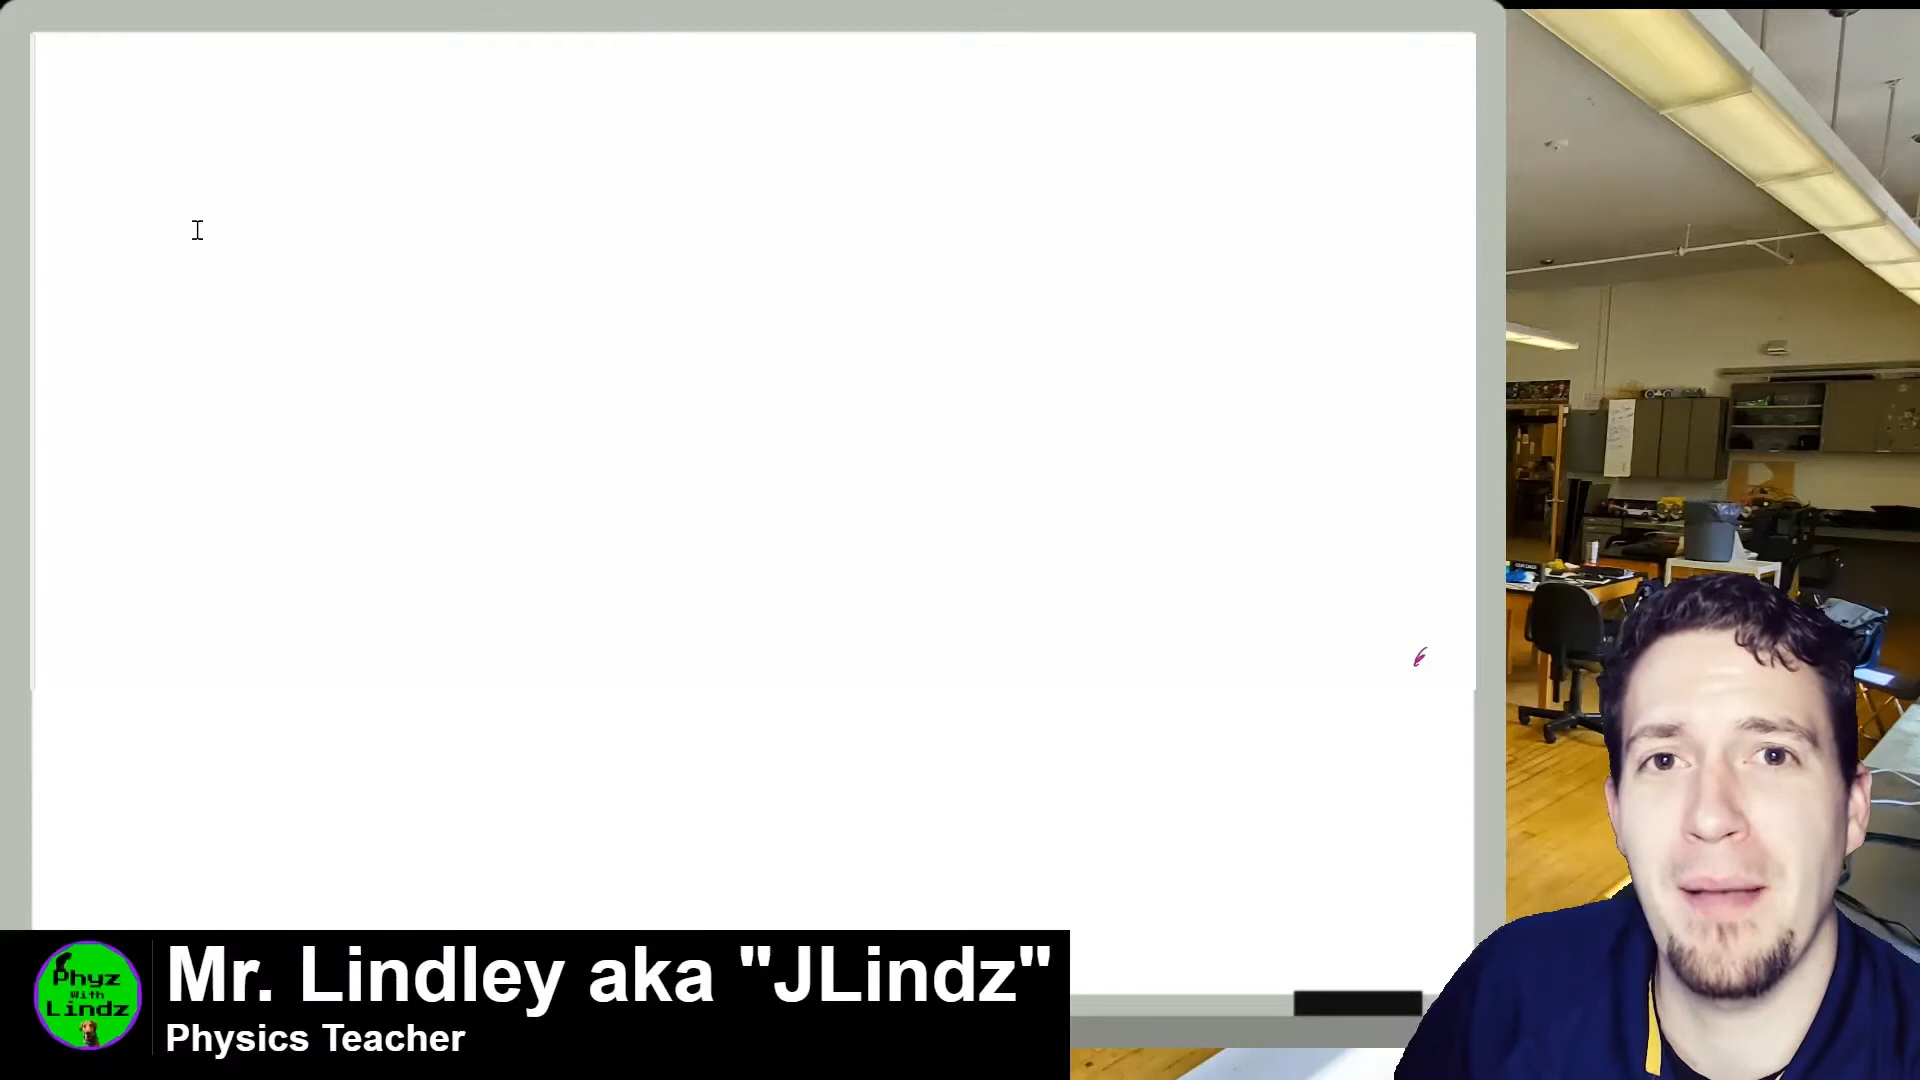 Phyz
With
Lindz
Mr. Lindley aka "JLindz"
Physics Teacher